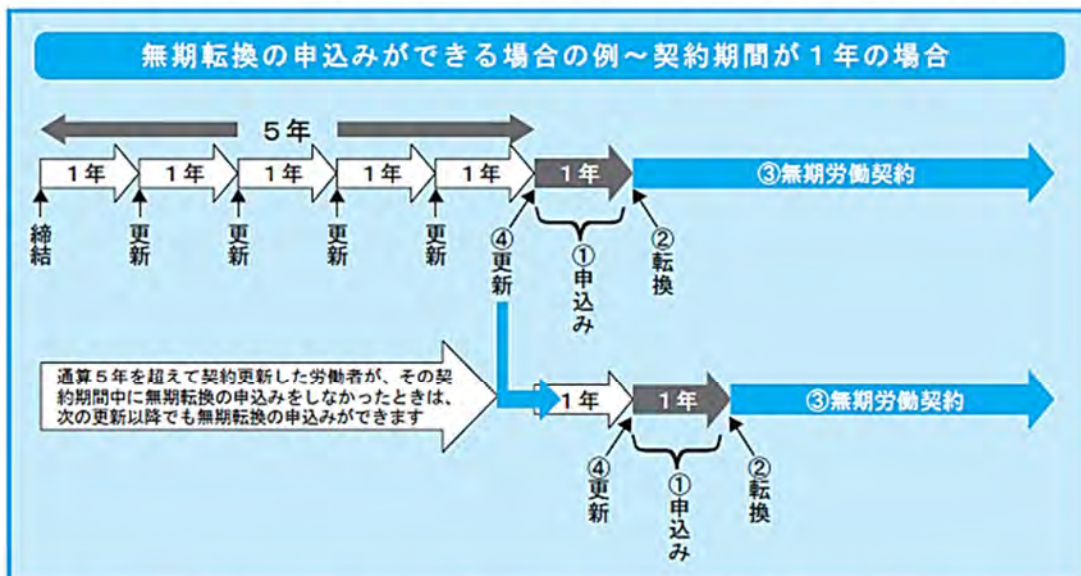 無期転換の申込みができる場合の例～契約期間が１年の場合
５年
１年
１年
１年
１年
１年
１年
③無期労働契約
締結
更新
更新
更新
更新
④更新
①申込み
②転換
通算５年を超えて契約更新した労働者が、その契
約期間中に無期転換の申込みをしなかったときは、
次の更新以降でも無期転換の申込みができます
１年
１年
③無期労働契約
④更新
①申込み
②転換